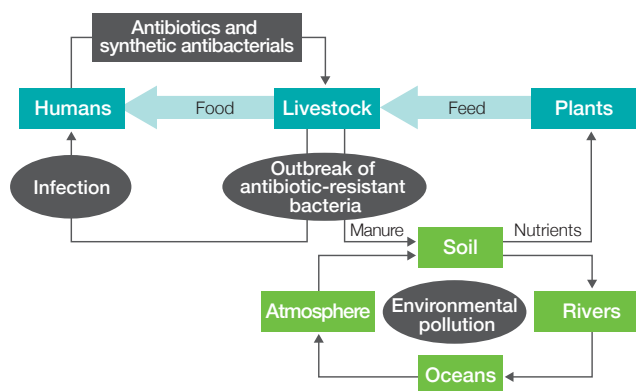 Antibiotics and
synthetic antibacterials
Humans
Food
Livestock
Feed
Plants
Infection
Outbreak of
antibiotic-resistant
bacteria
Manure
Soil
Nutrients
Atmosphere
Environmental
pollution
Rivers
Oceans